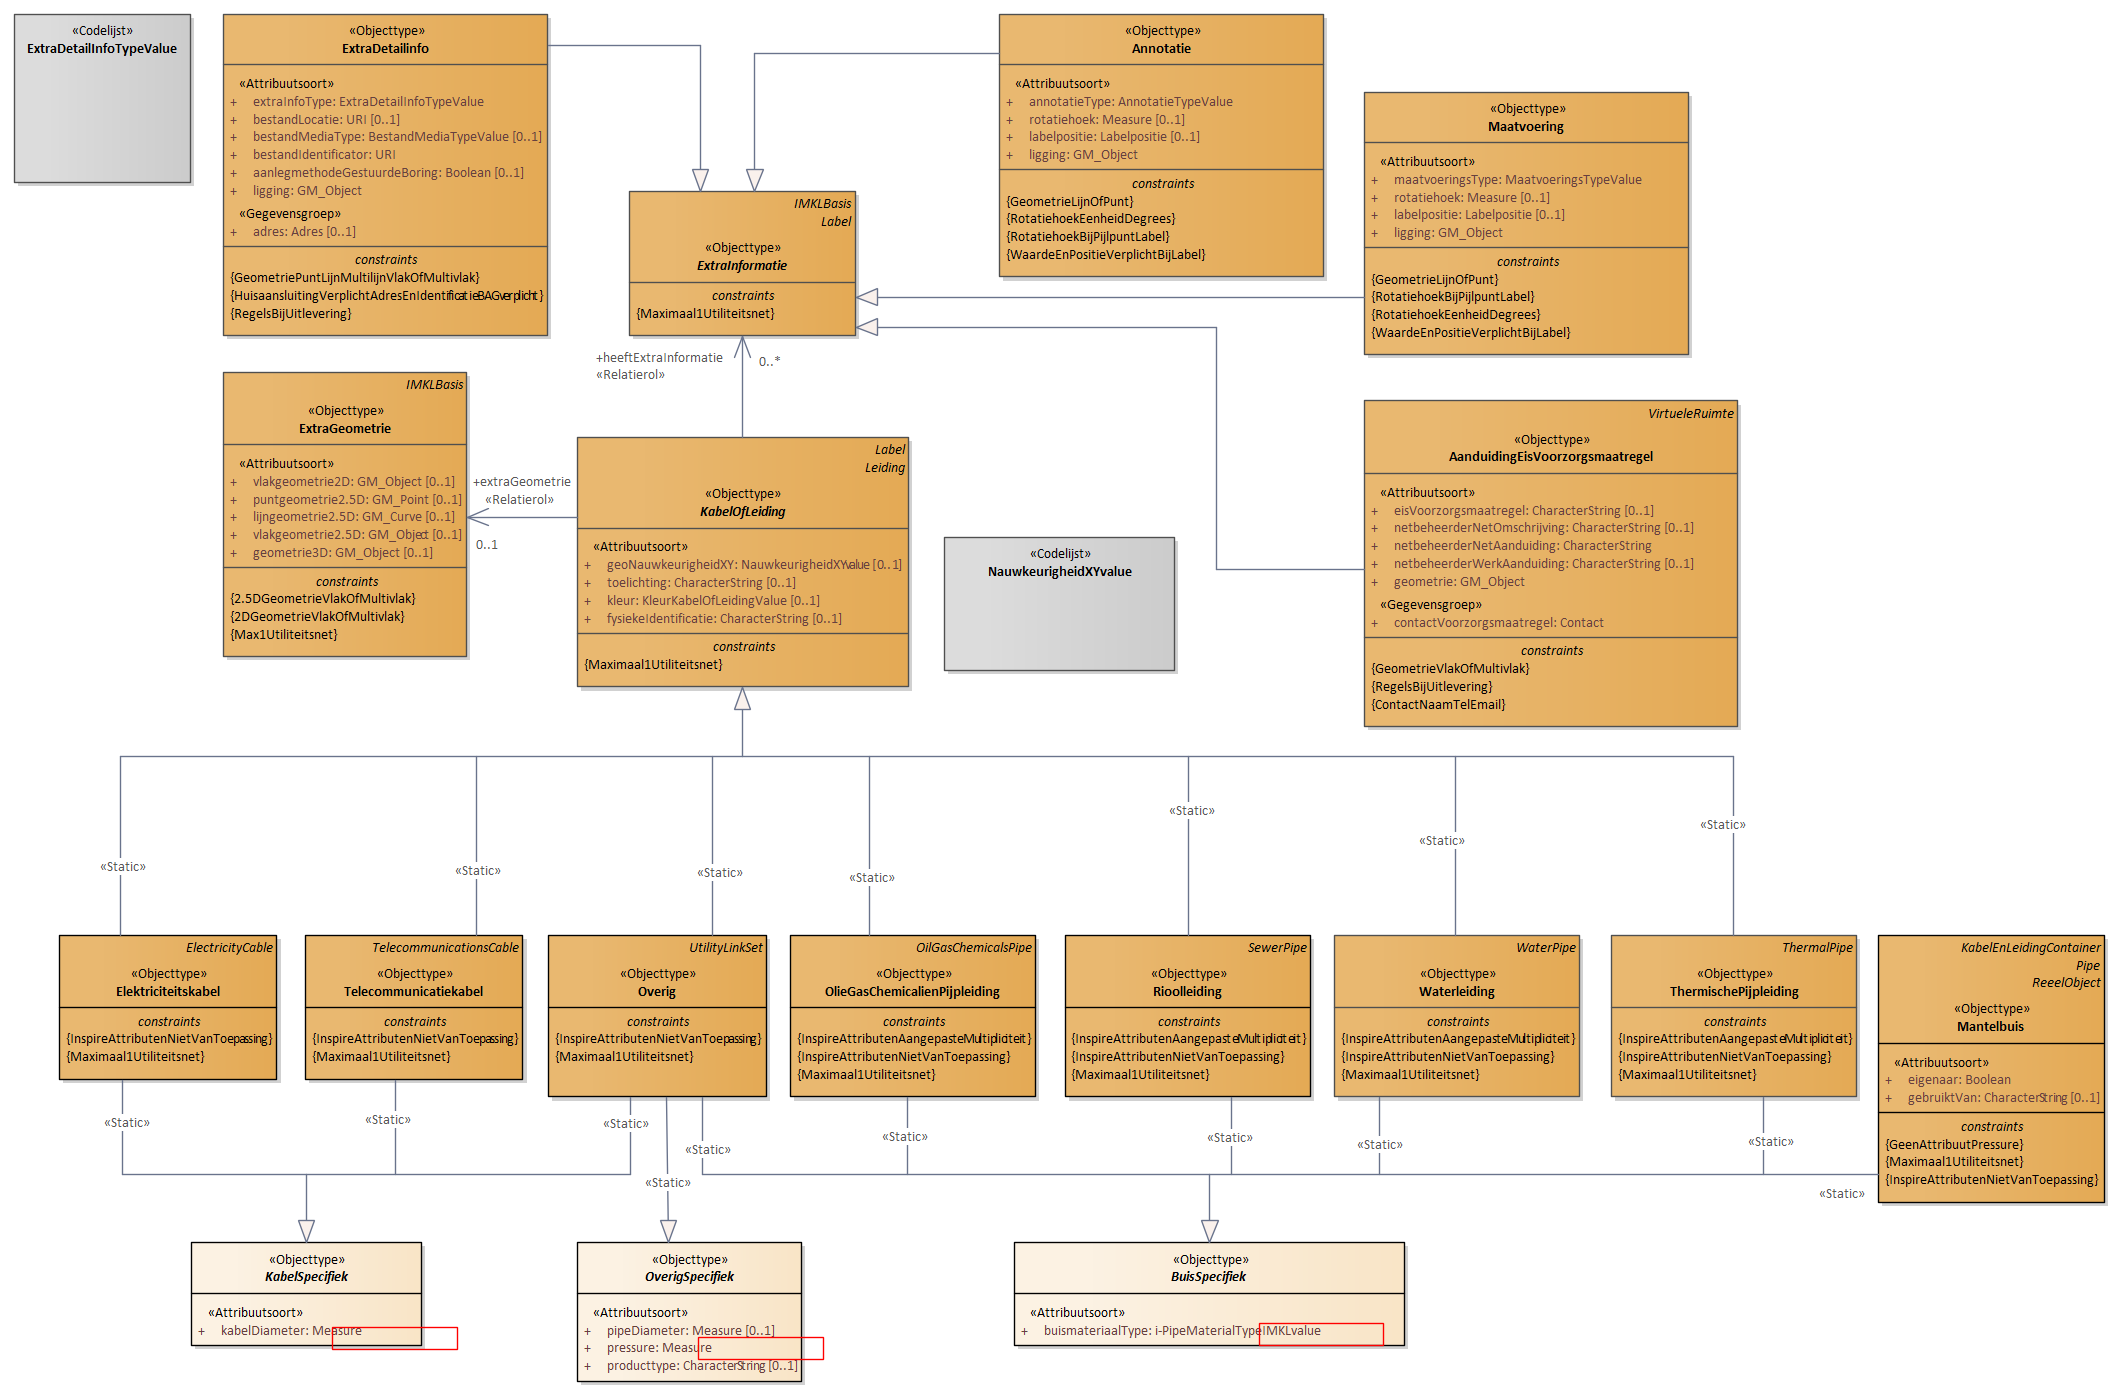 «Codelijst»
ExtraDetailInfoTypeValue
«Objecttype»
ExtraDetailinfo
«Attribuutsoort»
+ extraInfoType: ExtraDetailInfoTypeValue
+ bestandLocatie: URI [0..1]
+ bestandMediaType: BestandMediaTypeValue [0..1]
+ bestandIdentificator: URI
+ aanlegmethodeGestuurdeBoring: Boolean [0..1]
+ ligging: GM_Object
«Gegevensgroep»
+ adres: Adres [0..1]
constraints
{GeometriePuntLijnMultilijnVlakOfMultivlak}
{HuisaansluitingVerplichtAdresEnIdentificatieBAGverplicht}
{RegelsBijUitlevering}
«Objecttype»
Annotatie
«Attribuutsoort»
+ annotatieType: AnnotatieTypeValue
+ rotatiehoek: Measure [0..1]
+ labelpositie: Labelpositie [0..1]
+ ligging: GM_Object
constraints
{GeometrieLijnOfPunt}
{RotatiehoekEenheidDegrees}
{RotatiehoekBijPijlpuntLabel}
{WaardeEnPositieVerplichtBijLabel}
«Objecttype»
Maatvoering
«Attribuutsoort»
+ maatvoeringsType: MaatvoeringsTypeValue
+ rotatiehoek: Measure [0..1]
+ labelpositie: Labelpositie [0..1]
+ ligging: GM_Object
constraints
{GeometrieLijnOfPunt}
{RotatiehoekBijPijlpuntLabel}
{RotatiehoekEenheidDegrees}
{WaardeEnPositieVerplichtBijLabel}
IMKLBasis
Label
«Objecttype»
ExtraInformatie
constraints
{Maximaal1Utiliteitsnet}
+heeftExtraInformatie
«Relatierol»
0..*
IMKLBasis
«Objecttype»
ExtraGeometrie
«Attribuutsoort»
+ vlakgeometrie2D: GM_Object [0..1]
+ puntgeometrie2.5D: GM_Point [0..1]
+ lijngeometrie2.5D: GM_Curve [0..1]
+ vlakgeometrie2.5D: GM_Object [0..1]
+ geometrie3D: GM_Object [0..1]
constraints
{2.5DGeometrieVlakOfMultivlak}
{2DGeometrieVlakOfMultivlak}
{Max1Utiliteitsnet}
+extraGeometrie
«Relatierol»
0..1
Label
Leiding
«Objecttype»
KabelOfLeiding
«Attribuutsoort»
+ geoNauwkeurigheidXY: NauwkeurigheidXYvalue [0..1]
+ toelichting: CharacterString [0..1]
+ kleur: KleurKabelOfLeidingValue [0..1]
+ fysiekeIdentificatie: CharacterString [0..1]
constraints
{Maximaal1Utiliteitsnet}
«Codelijst»
NauwkeurigheidXYvalue
VirtueleRuimte
«Objecttype»
AanduidingEisVoorzorgsmaatregel
«Attribuutsoort»
+ eisVoorzorgsmaatregel: CharacterString [0..1]
+ netbeheerderNetOmschrijving: CharacterString [0..1]
+ netbeheerderNetAanduiding: CharacterString
+ netbeheerderWerkAanduiding: CharacterString [0..1]
+ geometrie: GM_Object
«Gegevensgroep»
+ contactVoorzorgsmaatregel: Contact
constraints
{GeometrieVlakOfMultivlak}
{RegelsBijUitlevering}
{ContactNaamTelEmail}
«Static»
«Static»
«Static»
«Static»
«Static»
«Static»
«Static»
ElectricityCable
«Objecttype»
Elektriciteitskabel
constraints
{InspireAttributenNietVanToepassing}
{Maximaal1Utiliteitsnet}
TelecommunicationsCable
«Objecttype»
Telecommunicatiekabel
constraints
{InspireAttributenNietVanToepassing}
{Maximaal1Utiliteitsnet}
UtilityLinkSet
«Objecttype»
Overig
constraints
{InspireAttributenNietVanToepassing}
{Maximaal1Utiliteitsnet}
OilGasChemicalsPipe
«Objecttype»
OlieGasChemicalienPijpleiding
constraints
{InspireAttributenAangepasteMultipliciteit}
{InspireAttributenNietVanToepassing}
{Maximaal1Utiliteitsnet}
SewerPipe
«Objecttype»
Rioolleiding
constraints
{InspireAttributenAangepasteMultipliciteit}
{InspireAttributenNietVanToepassing}
{Maximaal1Utiliteitsnet}
WaterPipe
«Objecttype»
Waterleiding
constraints
{InspireAttributenAangepasteMultipliciteit}
{InspireAttributenNietVanToepassing}
{Maximaal1Utiliteitsnet}
ThermalPipe
«Objecttype»
ThermischePijpleiding
constraints
{InspireAttributenAangepasteMultipliciteit}
{InspireAttributenNietVanToepassing}
{Maximaal1Utiliteitsnet}
KabelEnLeidingContainer
Pipe
ReeelObject
«Objecttype»
Mantelbuis
«Attribuutsoort»
+ eigenaar: Boolean
+ gebruiktVan: CharacterString [0..1]
constraints
{GeenAttribuutPressure}
{Maximaal1Utiliteitsnet}
{InspireAttributenNietVanToepassing}
«Static»
«Static»
«Static»
«Static»
«Static»
«Static»
«Static»
«Static»
«Static»
«Static»
«Objecttype»
KabelSpecifiek
«Attribuutsoort»
+ kabelDiameter: Measure
«Objecttype»
OverigSpecifiek
«Attribuutsoort»
+ pipeDiameter: Measure [0..1]
+ pressure: Measure
+ producttype: CharacterString [0..1]
«Objecttype»
BuisSpecifiek
«Attribuutsoort»
+ buismateriaalType: i-PipeMaterialTypeIMKLvalue